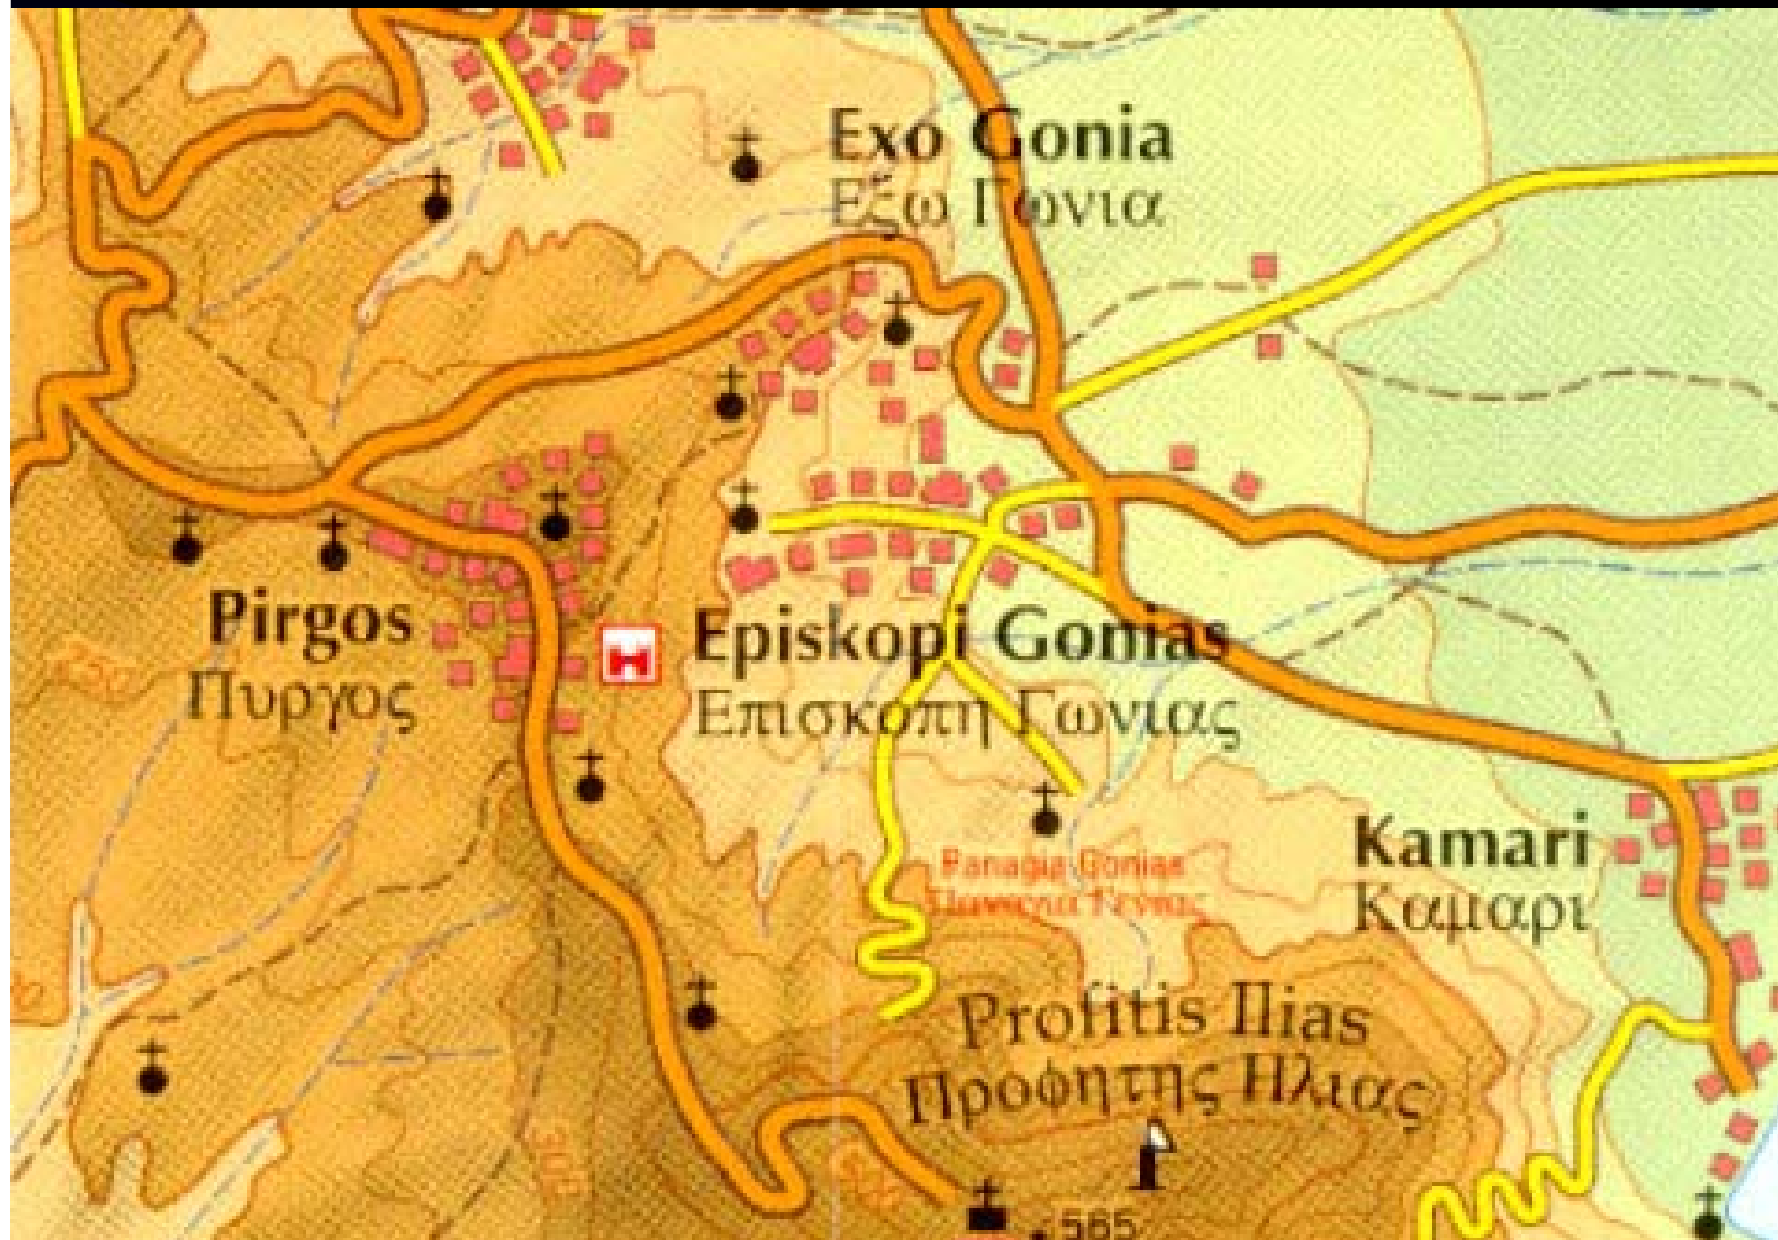 Exo Gonia
Εξω Γωνια
Pirgos
Πυργος
Episkopi Gonias
Επισκοπη Γωνιας
Kamari
Καμαρι
Panagia Gonias
Profitis Ilias
Προφητης Ηλιας
565